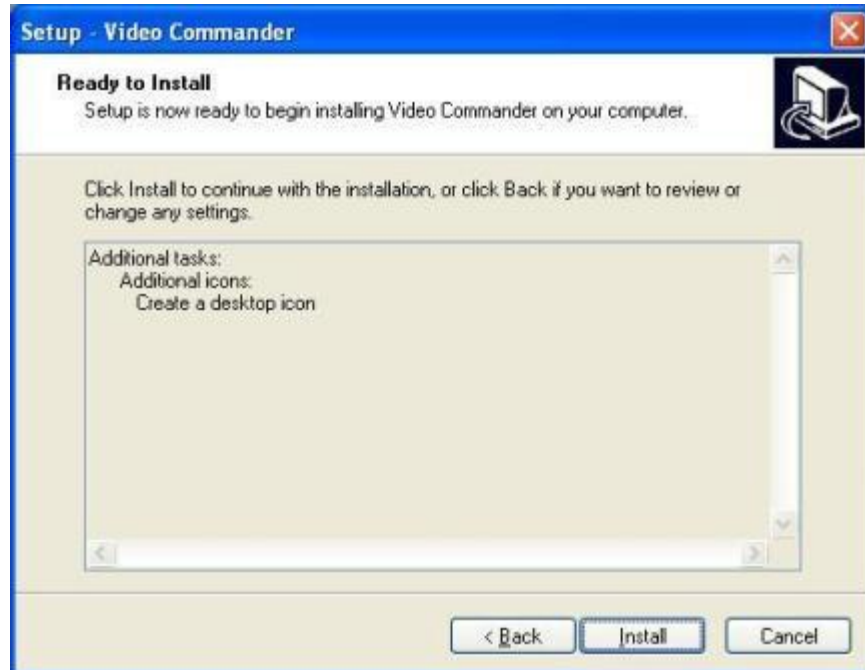 Setup - Video Commander
Ready to Install
Setup is now ready to begin installing Video Commander on your computer.
Click Install to continue with the installation, or click Back if you want to review or
change any settings.
Additional tasks:
Additional icons:
Create a desktop icon
< Back
Install
Cancel